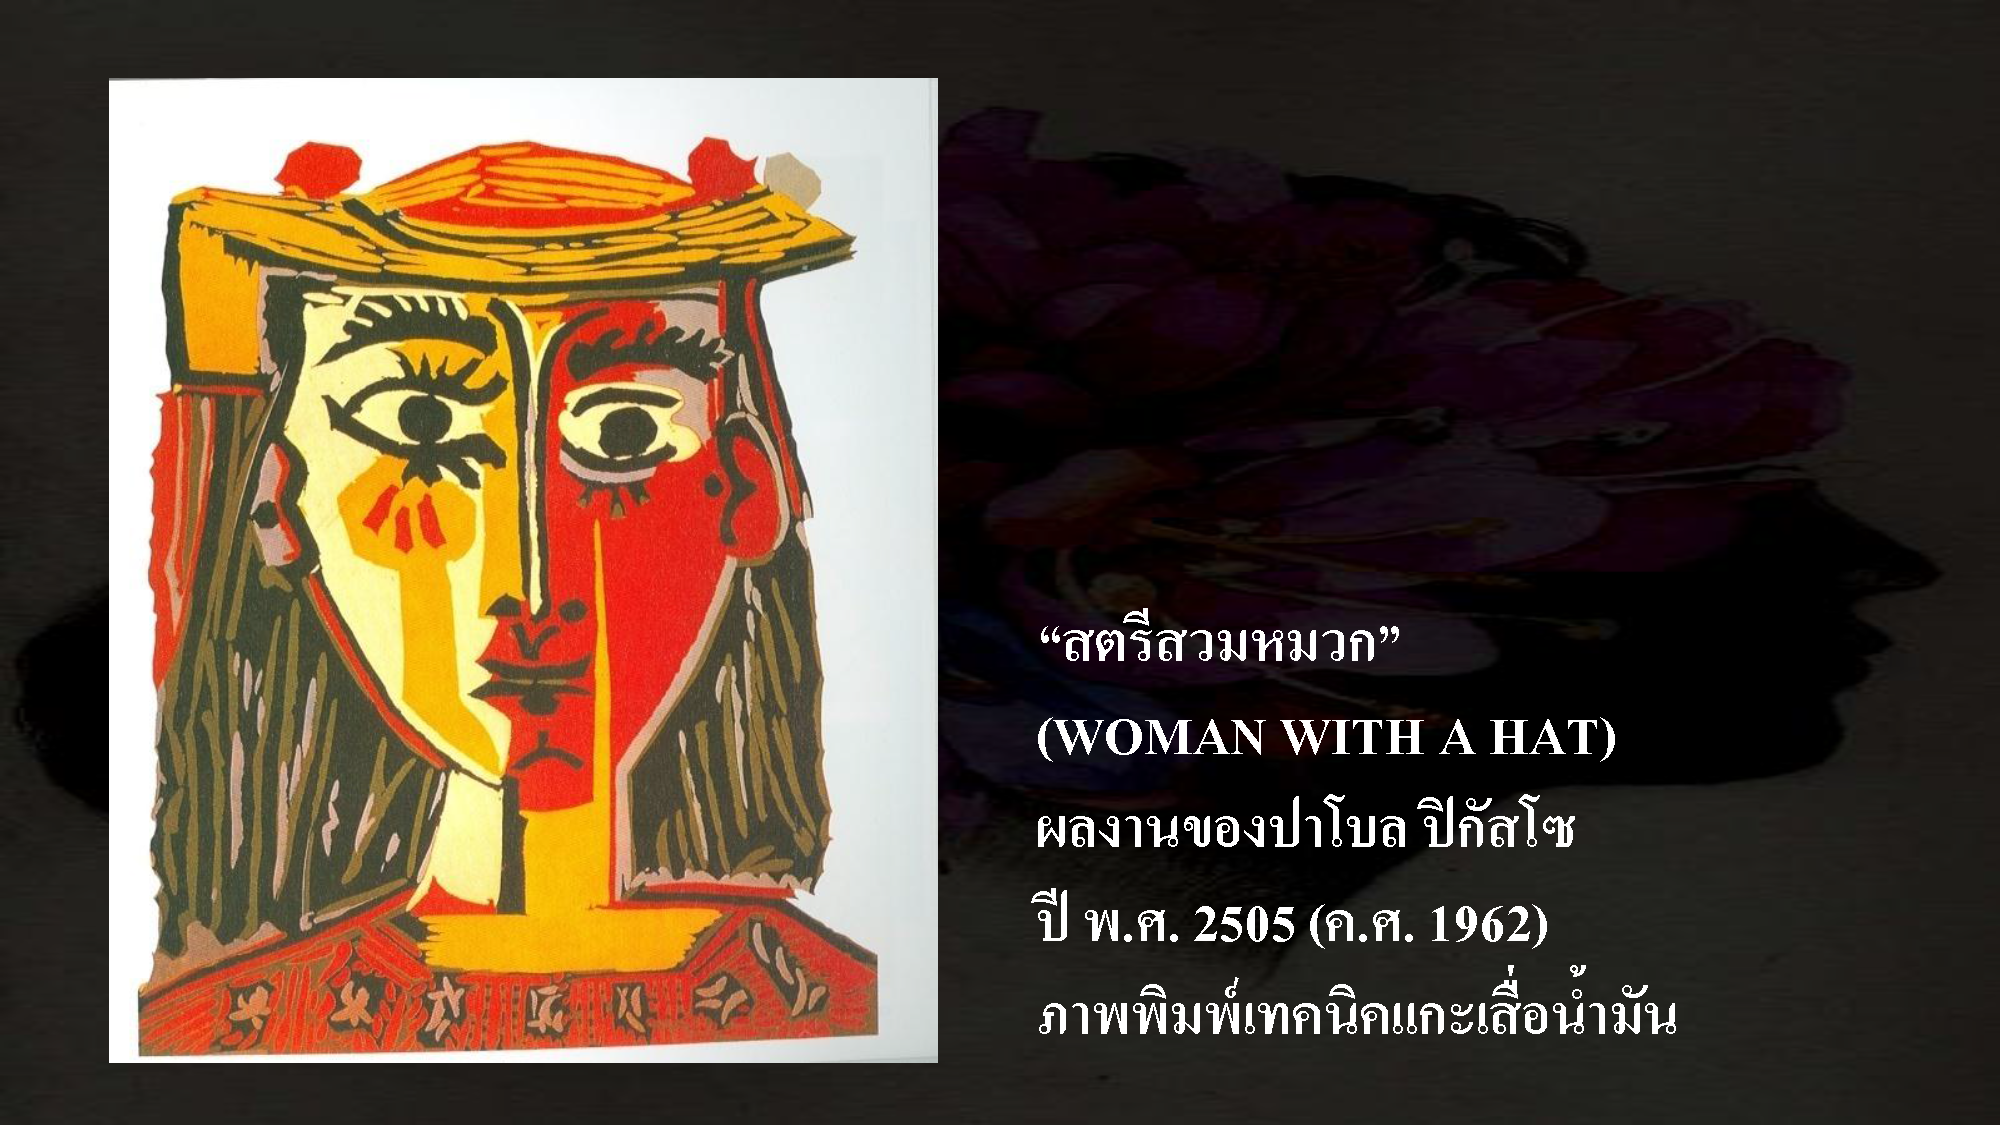 “สตรีสวมหมวก”
(WOMAN WITH A HAT)
ผลงานของปาโบล ปิกัสโซ
ปี พ.ศ. 2505 (ค.ศ. 1962)
ภาพพิมพ์เทคนิคแกะเสื่อน้ำมัน